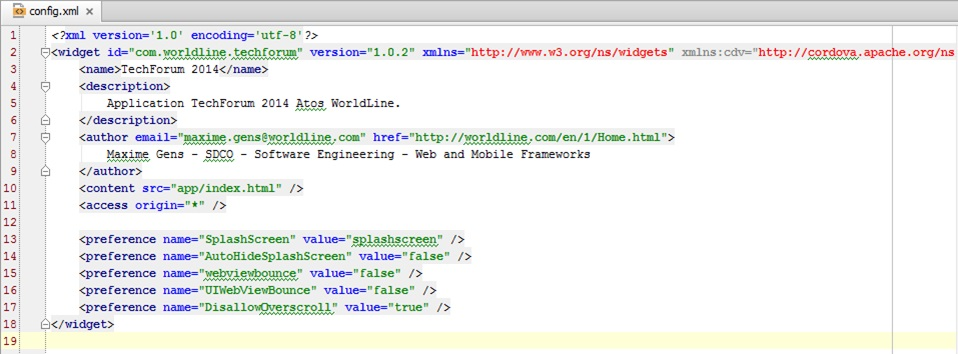 config.xml
1 <?xml version='1.0' encoding='utf-8'?>
2 <widget id="com.worldline.techforum" version="1.0.2" xmlns="http://www.w3.org/ns/widgets" xmlns:cdv="http://cordova.apache.org/ns
3 <name>TechForum 2014</name>
4 <description>
5 Application TechForum 2014 Atos WorldLine.
6 </description>
7 <author email="maxime.gens@worldline.com" href="http://worldline.com/en/1/Home.html">
8 Maxime Gens - SDCO - Software Engineering - Web and Mobile Frameworks
9 </author>
10 <content src="app/index.html" />
11 <access origin="*" />
12
13 <preference name="SplashScreen" value="splashscreen" />
14 <preference name="AutoHideSplashScreen" value="false" />
15 <preference name="webviewbounce" value="false" />
16 <preference name="UIWebViewBounce" value="false" />
17 <preference name="DisallowOverscroll" value="true" />
18 </widget>
19